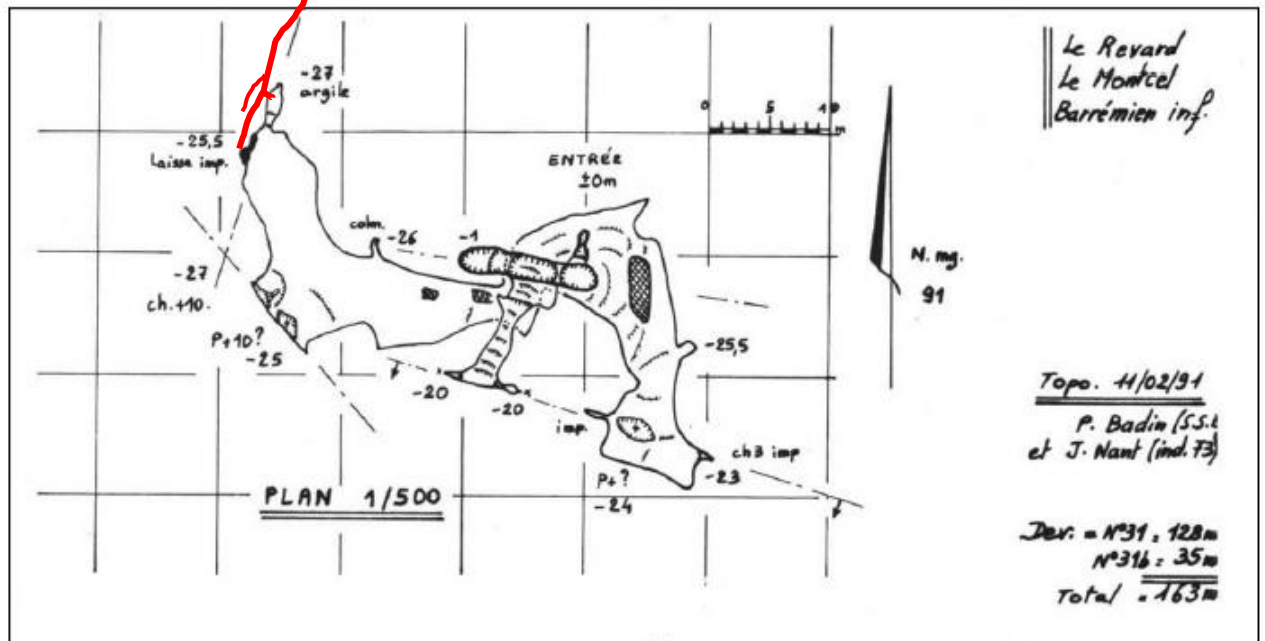 Le Revard
Le Montcel
Barrémien inf.
-27
argile
0 5 10
m
-25,5
Laisse imp.
ENTRÉE
±0m
colm.
-26
-1
N. mg.
91
-27
ch.+10.
P+10?
-25
-25,5
-20
-20
imp.
ch3 imp
-23
P+?
-24
PLAN 1/500
Topo. 11/02/91
P. Badin (S.S.
et J. Nant (ind. 73)
Dev. = N°31 : 128m
N°31b : 35m
Total = 163m